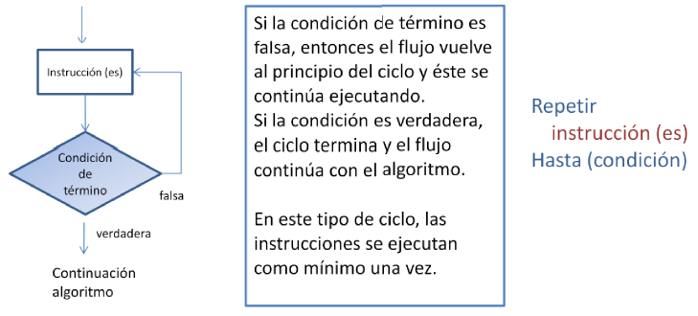 Instrucción (es)
Condición
de
término
falsa
verdadera
Continuación
algoritmo
Si la condición de término es
falsa, entonces el flujo vuelve
al principio del ciclo y éste se
continúa ejecutando.
Si la condición es verdadera,
el ciclo termina y el flujo
continúa con el algoritmo.
En este tipo de ciclo, las
instrucciones se ejecutan
como mínimo una vez.
Repetir
instrucción (es)
Hasta (condición)